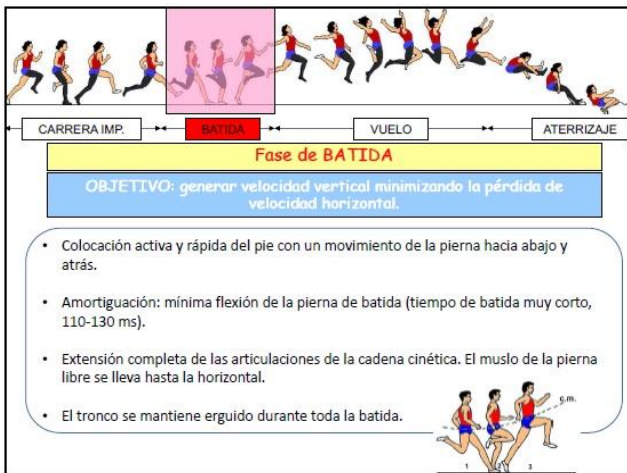 CARRERA IMP.
BATIDA
VUELO
ATERRIZAJE
Fase de BATIDA
OBJETIVO: generar velocidad vertical minimizando la pérdida de
velocidad horizontal.
• Colocación activa y rápida del pie con un movimiento de la pierna hacia abajo y
atrás.
• Amortiguación: mínima flexión de la pierna de batida (tiempo de batida muy corto,
110-130 ms).
• Extensión completa de las articulaciones de la cadena cinética. El muslo de la pierna
libre se lleva hasta la horizontal.
• El tronco se mantiene erguido durante toda la batida.
c.m.
1 2 3